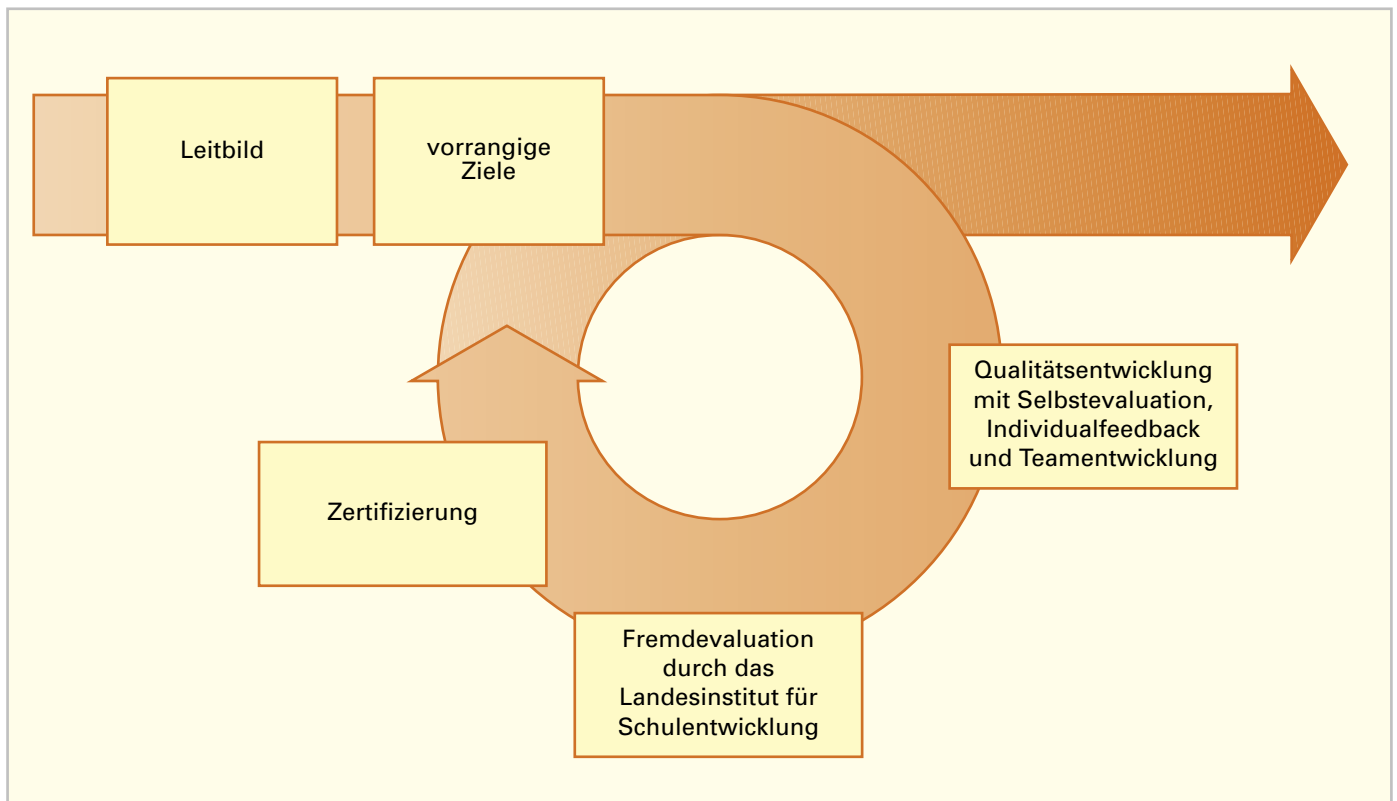 Leitbild
vorrangige
Ziele
Qualitätsentwicklung
mit Selbstevaluation,
Individualfeedback
und Teamentwicklung
Fremdevaluation
durch das
Landesinstitut für
Schulentwicklung
Zertifizierung